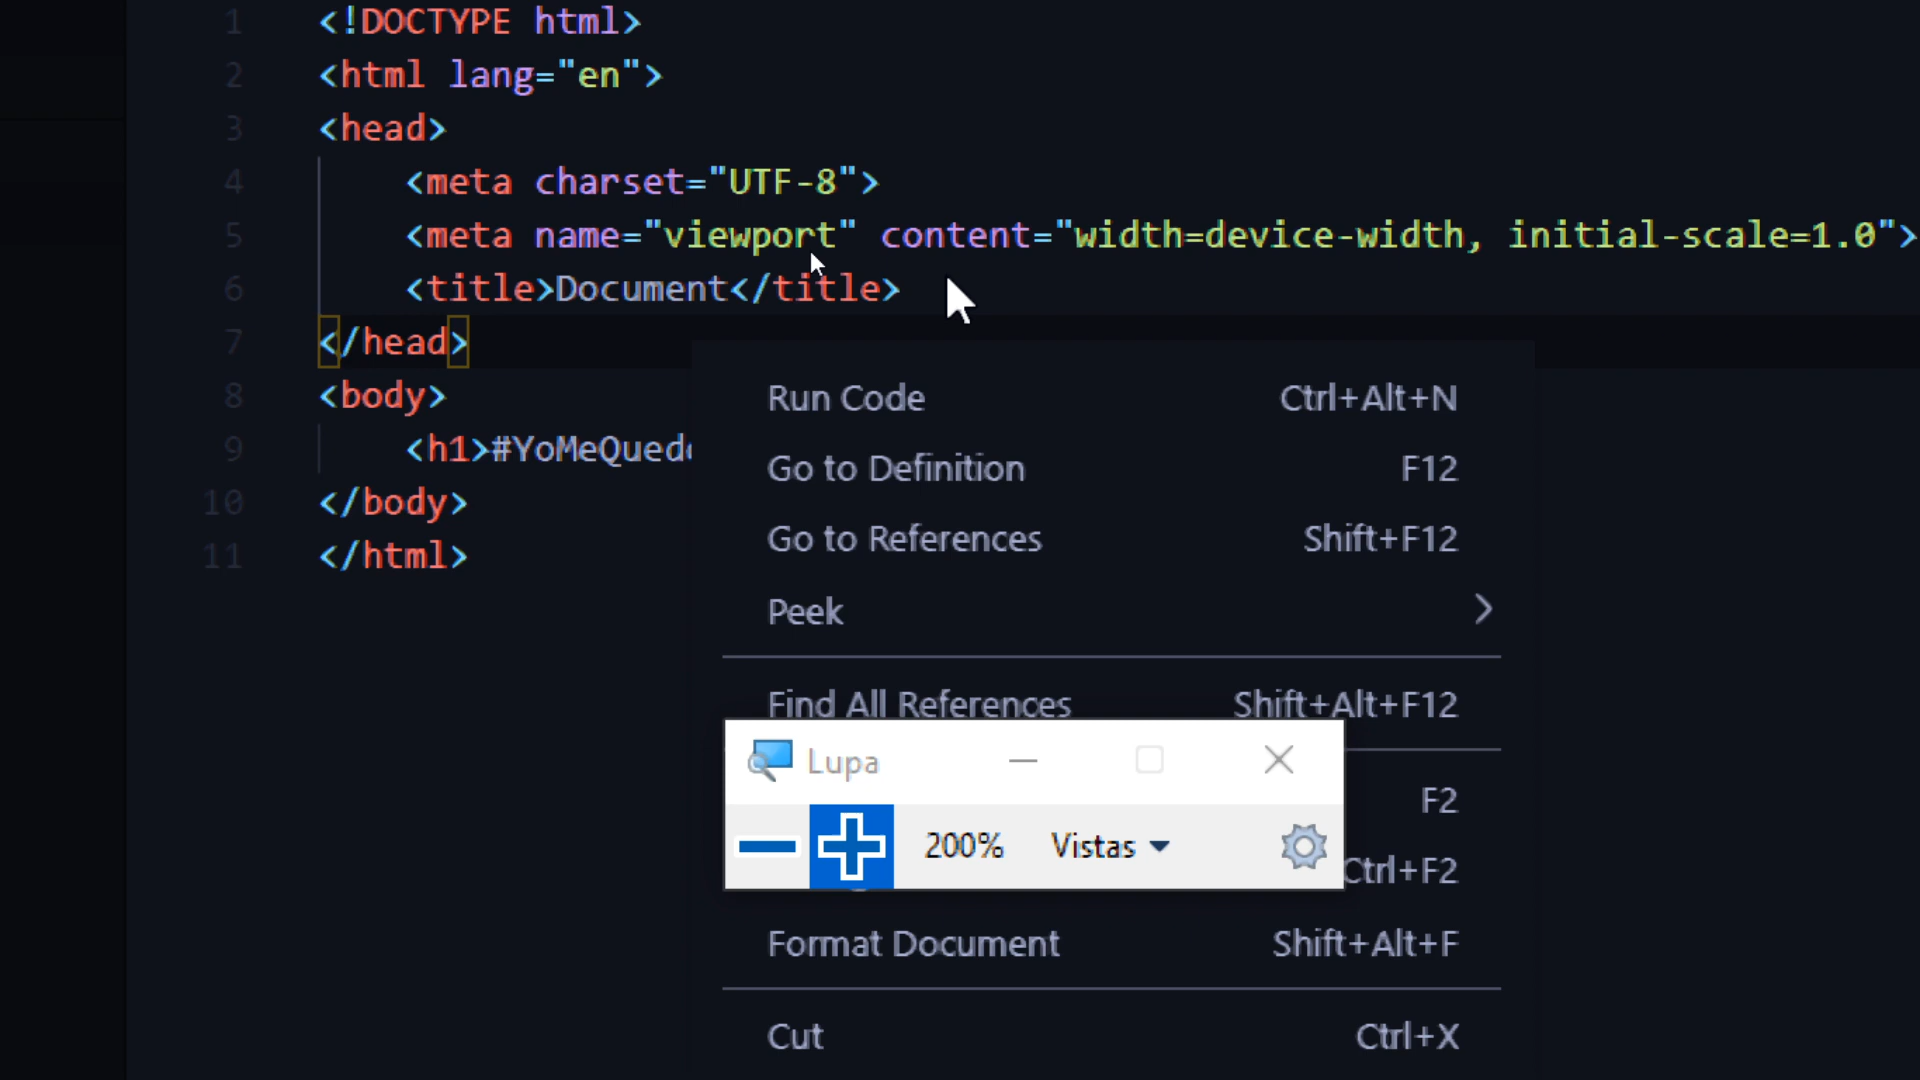 1 <!DOCTYPE html>
2 <html lang="en">
3 <head>
4 <meta charset="UTF-8">
5 <meta name="viewport" content="width=device-width, initial-scale=1.0">
6 <title>Document</title>
7 </head>
8 <body>
9 <h1>#YoMeQued
10 </body>
11 </html>
Run Code Ctrl+Alt+N
Go to Definition F12
Go to References Shift+F12
Peek
Find All References Shift+Alt+F12
Lupa
F2
200% Vistas
Ctrl+F2
Format Document Shift+Alt+F
Cut Ctrl+X